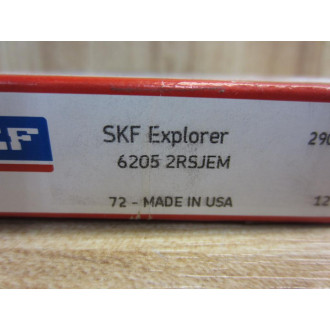 SKF Explorer
6205 2RSJEM
72 - MADE IN USA